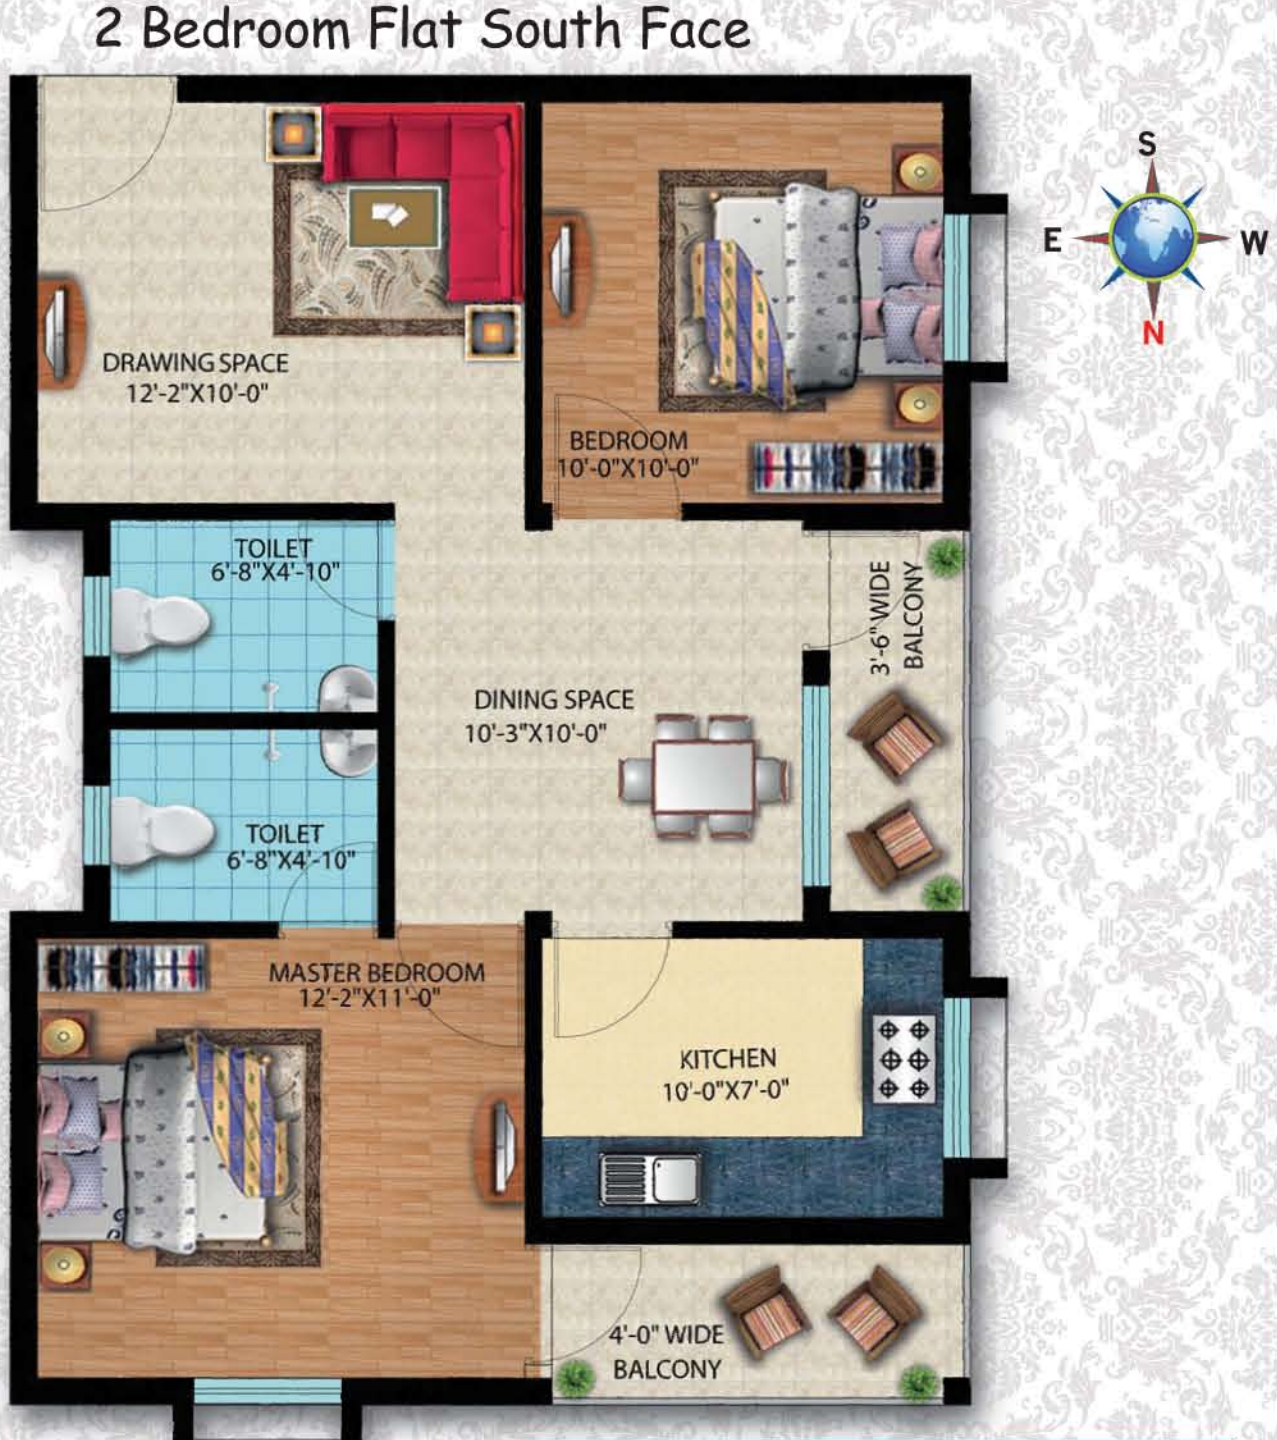 2 Bedroom Flat South Face
S
E
W
N
DRAWING SPACE
12'-2"X10'-0"
BEDROOM
10'-0"X10'-0"
TOILET
6'-8"X4'-10"
3'-6" WIDE
BALCONY
DINING SPACE
10'-3"X10'-0"
TOILET
6'-8"X4'-10"
MASTER BEDROOM
12'-2"X11'-0"
KITCHEN
10'-0"X7'-0"
4'-0" WIDE
BALCONY